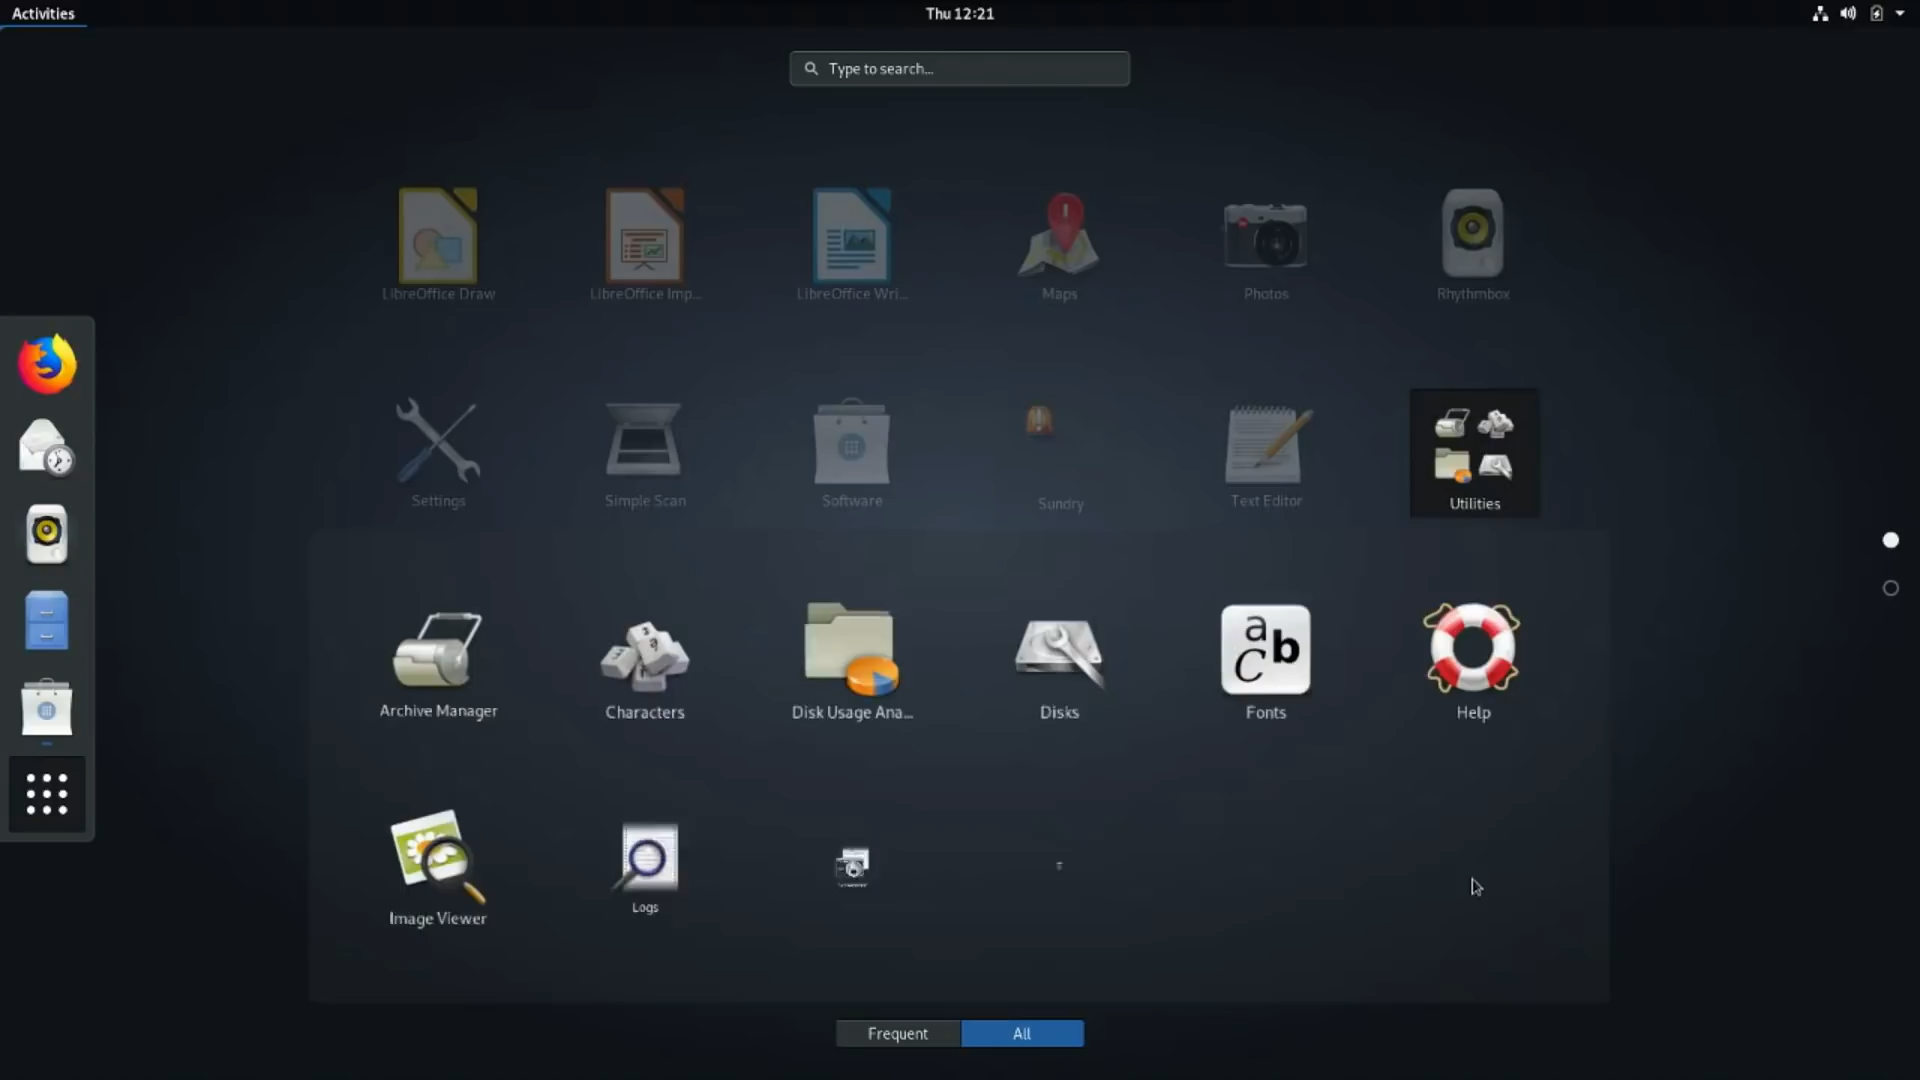 Activities
Thu 12:21
Type to search...
LibreOffice Draw
LibreOffice Imp...
LibreOffice Wri...
Maps
Photos
Rhythmbox
Settings
Simple Scan
Software
Sundry
Text Editor
Utilities
Archive Manager
Characters
Disk Usage Ana...
Disks
Fonts
Help
Image Viewer
Logs
Frequent
All